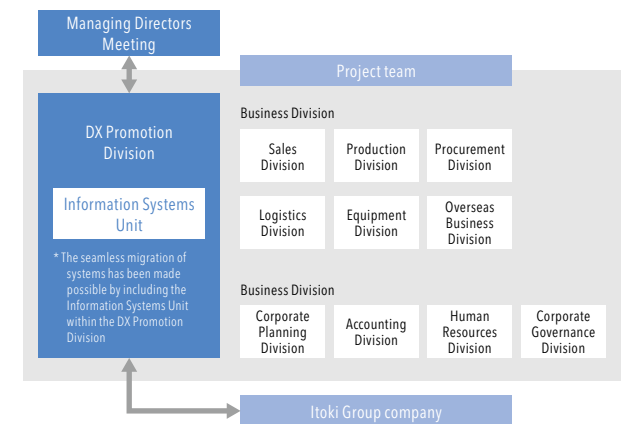 Managing Directors
Meeting
Project team
DX Promotion
Division
Information Systems
Unit
* The seamless migration of
systems has been made
possible by including the
Information Systems Unit
within the DX Promotion
Division
Business Division
Sales
Division
Production
Division
Procurement
Division
Logistics
Division
Equipment
Division
Overseas
Business
Division
Business Division
Corporate
Planning
Division
Accounting
Division
Human
Resources
Division
Corporate
Governance
Division
Itoki Group company